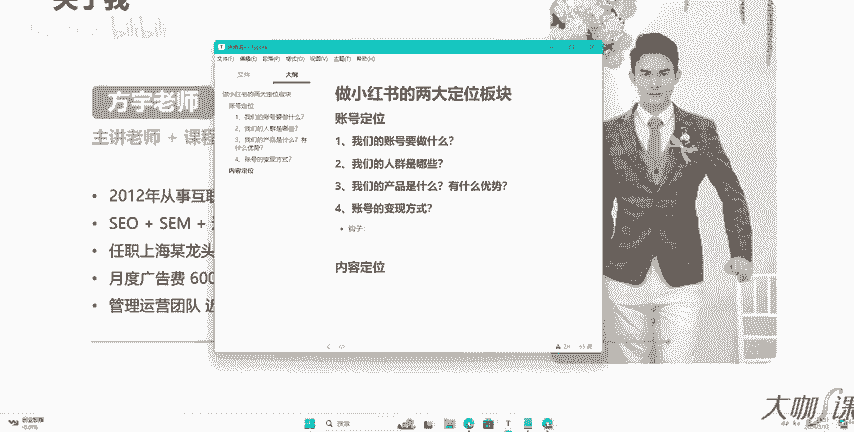 关于我
方宇老师
主讲老师 + 课程
• 2012年从事互联
• SEO + SEM +
• 任职上海某龙头
• 月度广告费 600
• 管理运营团队 近
文件(F) 编辑(E) 段落(P) 格式(O) 视图(V) 主题(T) 帮助(H)
文件 大纲
做小红书的两大定位板块
账号定位
1、我们的账号要做什么?
2、我们的人群是哪些?
3、我们的产品是什么? 有
什么优势?
4、账号的变现方式?
内容定位
做小红书的两大定位板块
账号定位
1、我们的账号要做什么?
2、我们的人群是哪些?
3、我们的产品是什么? 有什么优势?
4、账号的变现方式?
• 钩子:
内容定位
搜索
大咖课